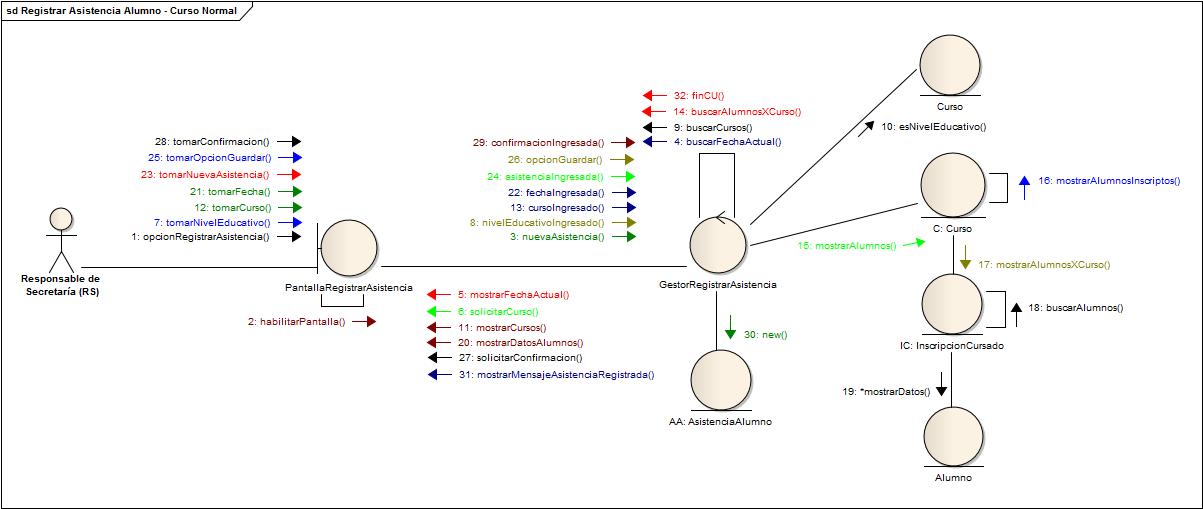 sd Registrar Asistencia Alumno - Curso Normal
32: finCU()
14: buscarAlumnosXCurso()
9: buscarCursos()
4: buscarFechaActual()
Curso
10: esNivelEducativo()
28: tomarConfirmacion()
25: tomarOpcionGuardar()
23: tomarNuevaAsistencia()
21: tomarFecha()
12: tomarCurso()
7: tomarNivelEducativo()
1: opcionRegistrarAsistencia()
29: confirmacionIngresada()
26: opcionGuardar()
24: asistenciaIngresada()
22: fechaIngresada()
13: cursoIngresado()
8: nivelEducativoIngresado()
3: nuevaAsistencia()
16: mostrarAlumnosInscriptos()
C: Curso
15: mostrarAlumnos()
17: mostrarAlumnosXCurso()
Responsable de
Secretaría (RS)
PantallaRegistrarAsistencia
GestorRegistrarAsistencia
2: habilitarPantalla()
5: mostrarFechaActual()
6: solicitarCurso()
11: mostrarCursos()
20: mostrarDatosAlumnos()
27: solicitarConfirmacion()
31: mostrarMensajeAsistenciaRegistrada()
30: new()
18: buscarAlumnos()
IC: InscripcionCursado
19: *mostrarDatos()
AA: AsistenciaAlumno
Alumno